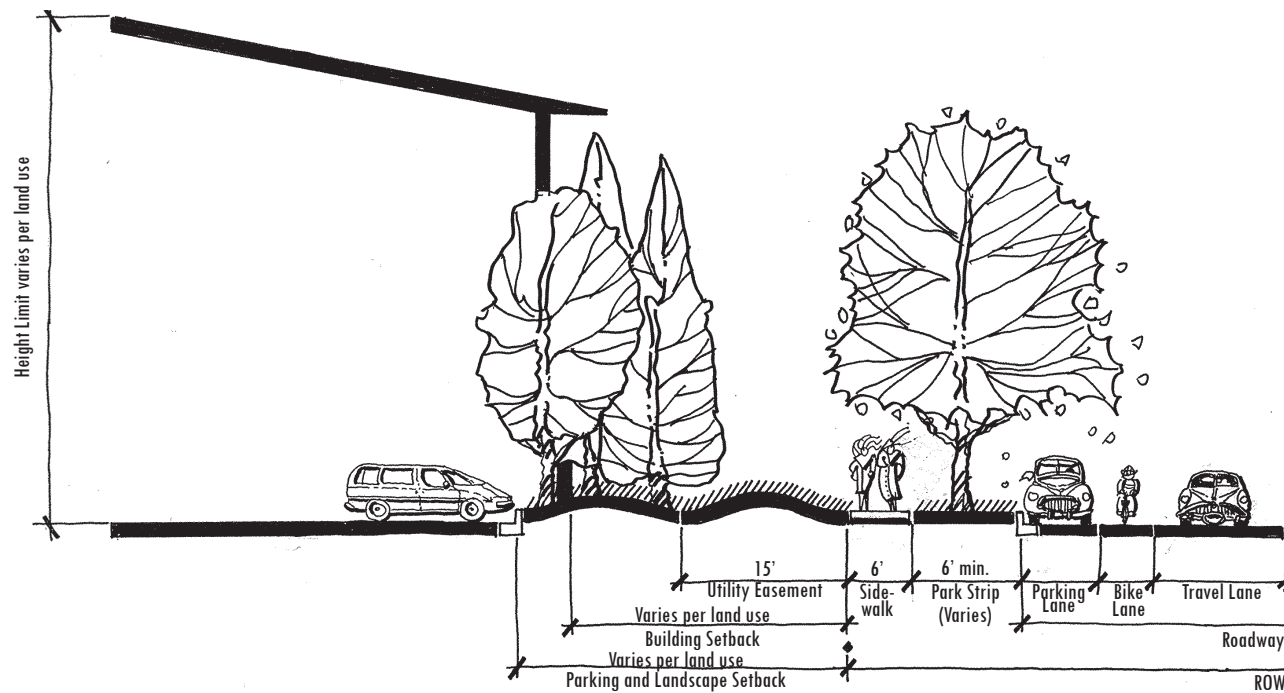 Height Limit varies per land use
15’
Utility Easement
6’
Side-
walk
6’ min.
Park Strip
(Varies)
Parking
Lane
Bike
Lane
Travel Lane
Varies per land use
Building Setback
Roadway
Varies per land use
Parking and Landscape Setback
ROW